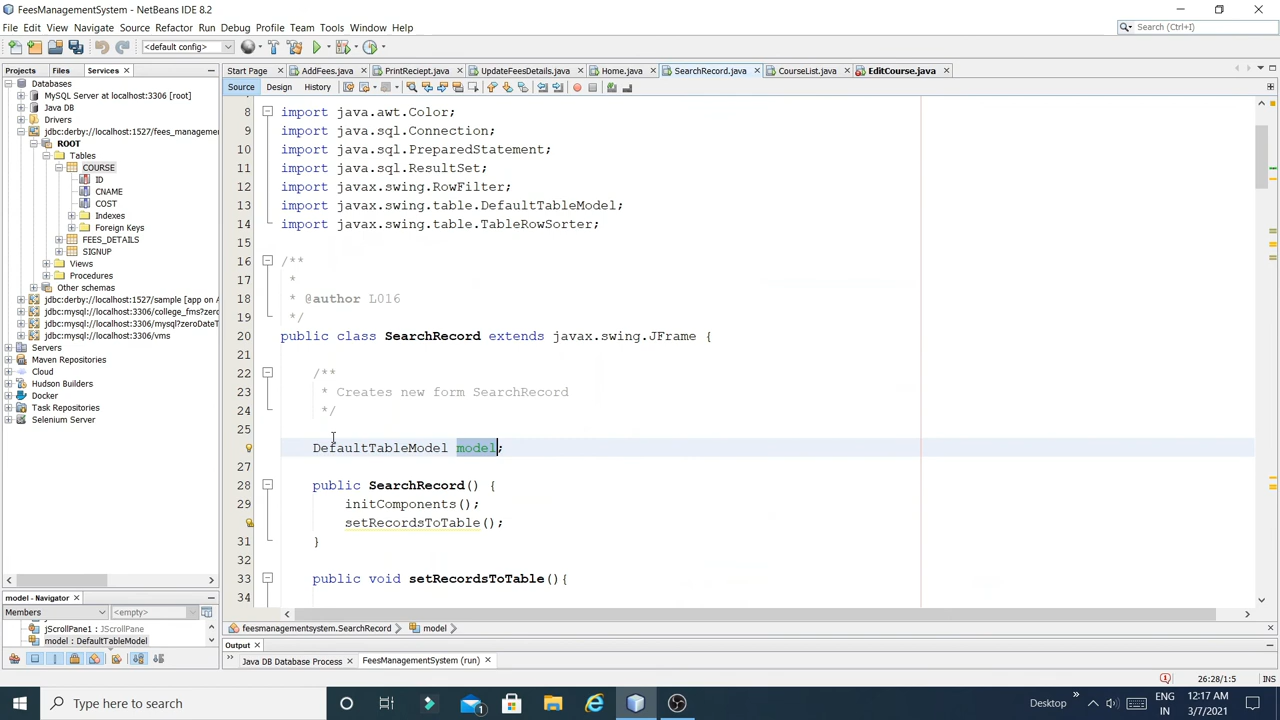 FeesManagementSystem - NetBeans IDE 8.2
File Edit View Navigate Source Refactor Run Debug Profile Team Tools Window Help
Search (Ctrl+I)
<default config>
Projects Files Services
Start Page AddFees.java PrintReciept.java UpdateFeesDetails.java Home.java SearchRecord.java CourseList.java EditCourse.java
Source Design History
Databases
MySQL Server at localhost:3306 [root]
Java DB
Drivers
jdbc:derby://localhost:1527/fees_manageme
ROOT
Tables
COURSE
ID
CNAME
COST
Indexes
Foreign Keys
FEES_DETAILS
SIGNUP
Views
Procedures
Other schemas
jdbc:derby://localhost:1527/sample [app on A
jdbc:mysql://localhost:3306/college_fms?zero
jdbc:mysql://localhost:3306/mysql?zeroDateT
jdbc:mysql://localhost:3306/vms
Servers
Maven Repositories
Cloud
Hudson Builders
Docker
Task Repositories
Selenium Server
8 import java.awt.Color;
9 import java.sql.Connection;
10 import java.sql.PreparedStatement;
11 import java.sql.ResultSet;
12 import javax.swing.RowFilter;
13 import javax.swing.table.DefaultTableModel;
14 import javax.swing.table.TableRowSorter;
15
16 /**
17 *
18 * @author L016
19 */
20 public class SearchRecord extends javax.swing.JFrame {
21
22 /**
23 * Creates new form SearchRecord
24 */
25
DefaultTableModel model;
27
28 public SearchRecord() {
29 initComponents();
setRecordsToTable();
31 }
32
33 public void setRecordsToTable(){
34
model - Navigator
Members <empty>
jScrollPane1 : JScrollPane
model : DefaultTableModel
feesmanagementsystem.SearchRecord model
Output
Java DB Database Process FeesManagementSystem (run)
26:28/1:5 INS
Type here to search
1
Desktop
ENG
IN
12:17 AM
3/7/2021